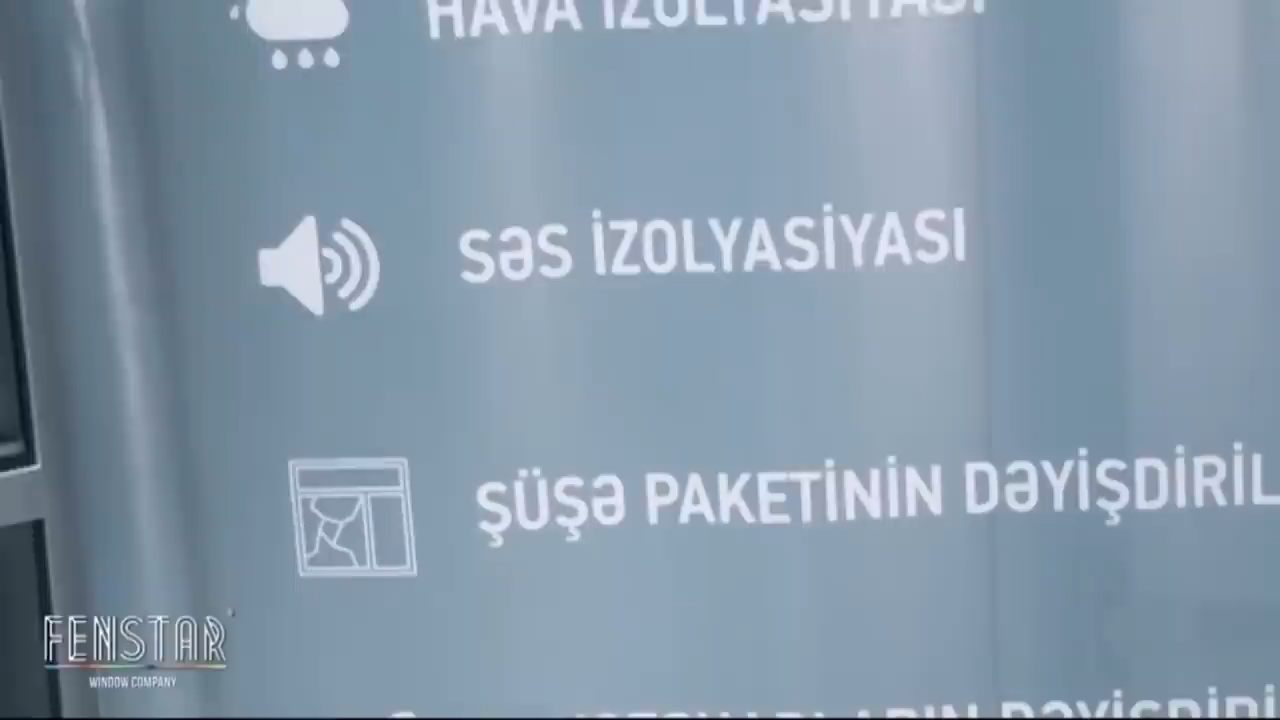 HAVA İZOLYASİYASI
SƏS İZOLYASİYASI
ŞÜŞƏ PAKETİNİN DƏYİŞDİRİL
FENSTAR
WINDOW COMPANY